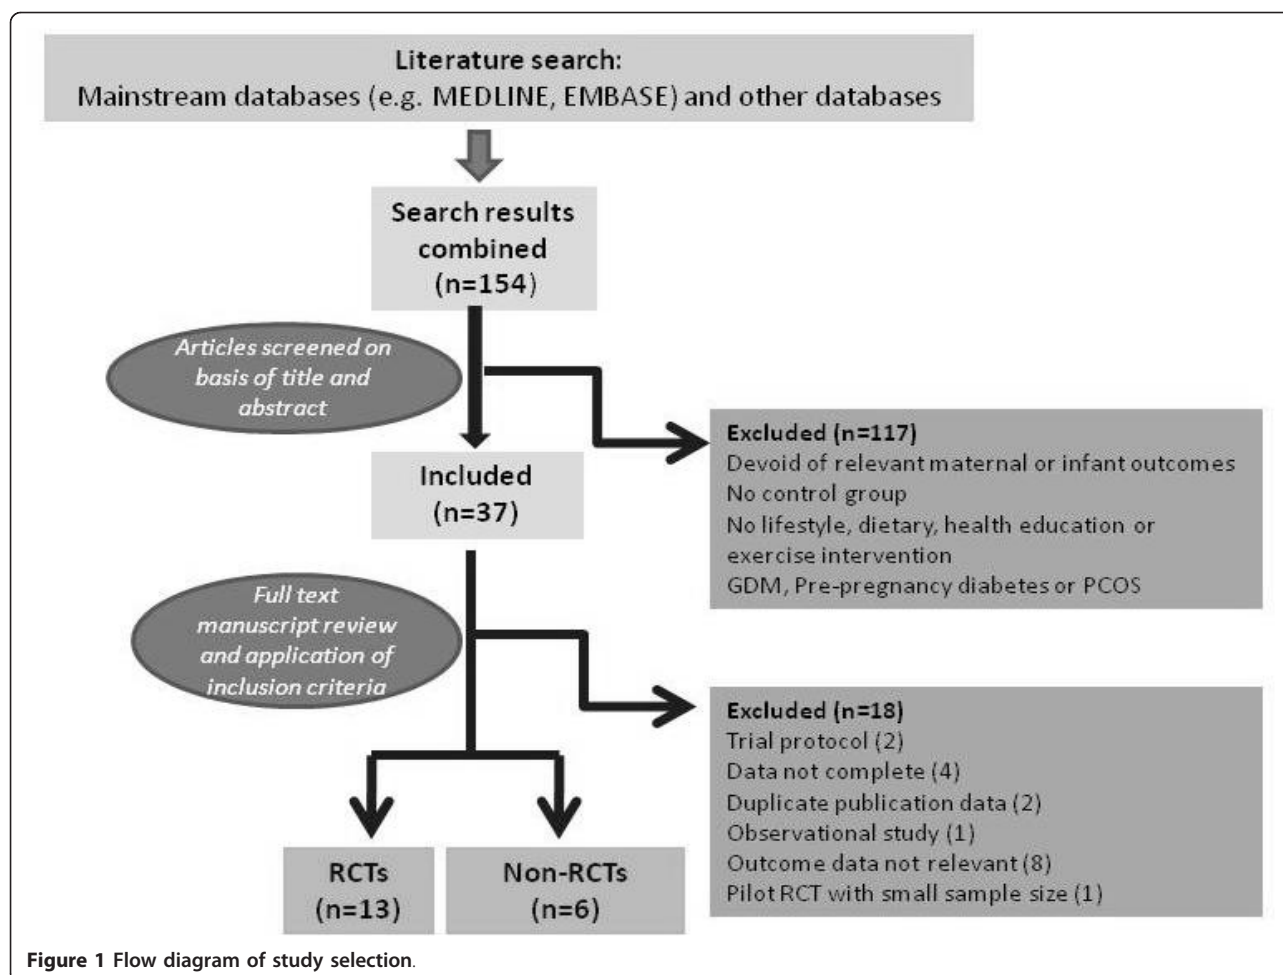 Literature search:
Mainstream databases (e.g. MEDLINE, EMBASE) and other databases
Search results
combined
(n=154)
Articles screened on
basis of title and
abstract
Excluded (n=117)
Devoid of relevant maternal or infant outcomes
No control group
No lifestyle, dietary, health education or
exercise intervention
GDM, Pre-pregnancy diabetes or PCOS
Included
(n=37)
Full text
manuscript review
and application of
inclusion criteria
Excluded (n=18)
Trial protocol (2)
Data not complete (4)
Duplicate publication data (2)
Observational study (1)
Outcome data not relevant (8)
Pilot RCT with small sample size (1)
RCTs
(n=13)
Non-RCTs
(n=6)
Figure 1 Flow diagram of study selection.